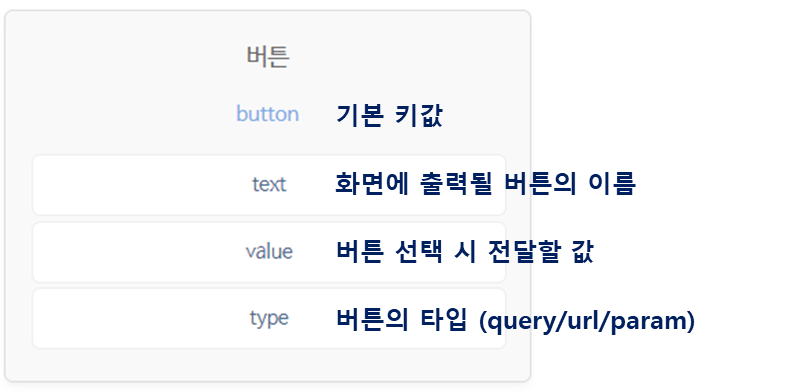 버튼
button 기본 키값
text 화면에 출력될 버튼의 이름
value 버튼 선택 시 전달할 값
type 버튼의 타입 (query/url/param)